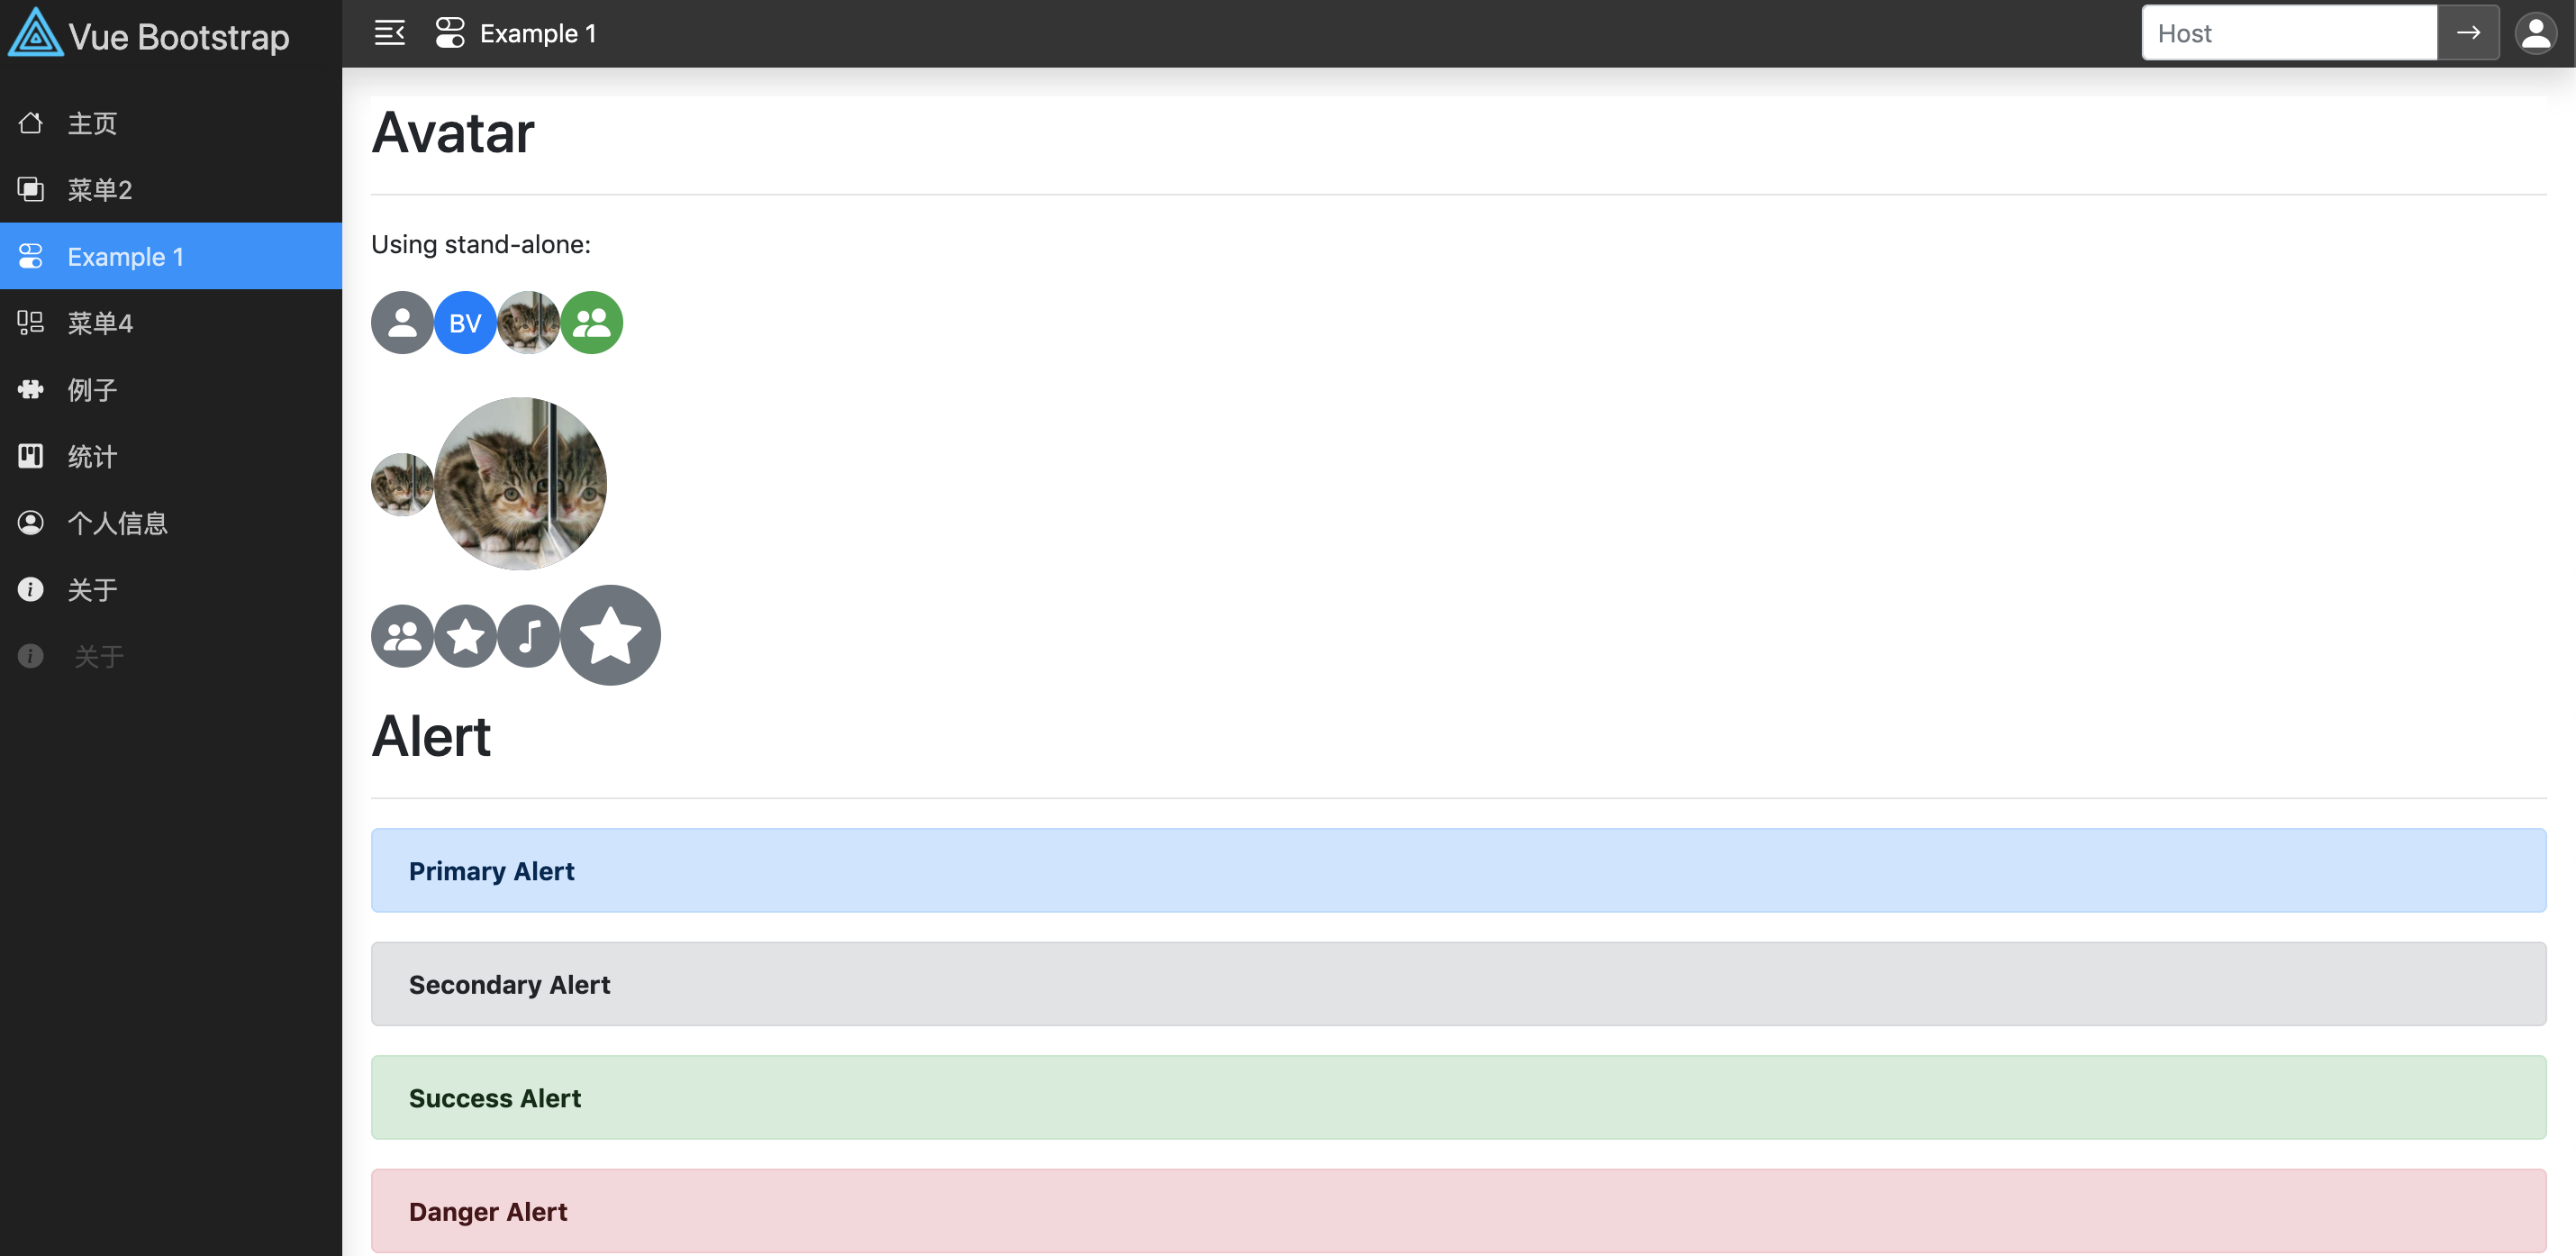 Vue Bootstrap
主页
菜单2
Example 1
菜单4
例子
统计
个人信息
关于
关于
Example 1
Host
Avatar
Using stand-alone:
BV
Alert
Primary Alert
Secondary Alert
Success Alert
Danger Alert